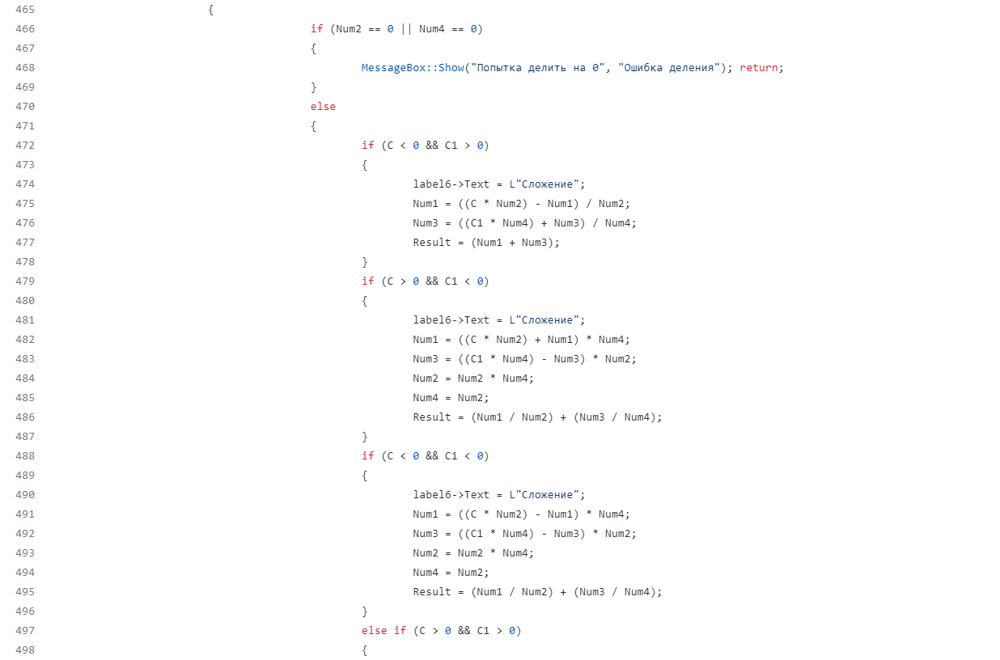 465 {
466 if (Num2 == 0 || Num4 == 0)
467 {
468 MessageBox::Show("Попытка делить на 0", "Ошибка деления"); return;
469 }
470 else
471 {
472 if (C < 0 && C1 > 0)
473 {
474 label6->Text = L"Сложение";
475 Num1 = ((C * Num2) - Num1) / Num2;
476 Num3 = ((C1 * Num4) + Num3) / Num4;
477 Result = (Num1 + Num3);
478 }
479 if (C > 0 && C1 < 0)
480 {
481 label6->Text = L"Сложение";
482 Num1 = ((C * Num2) + Num1) * Num4;
483 Num3 = ((C1 * Num4) - Num3) * Num2;
484 Num2 = Num2 * Num4;
485 Num4 = Num2;
486 Result = (Num1 / Num2) + (Num3 / Num4);
487 }
488 if (C < 0 && C1 < 0)
489 {
490 label6->Text = L"Сложение";
491 Num1 = ((C * Num2) - Num1) * Num4;
492 Num3 = ((C1 * Num4) - Num3) * Num2;
493 Num2 = Num2 * Num4;
494 Num4 = Num2;
495 Result = (Num1 / Num2) + (Num3 / Num4);
496 }
497 else if (C > 0 && C1 > 0)
498 {